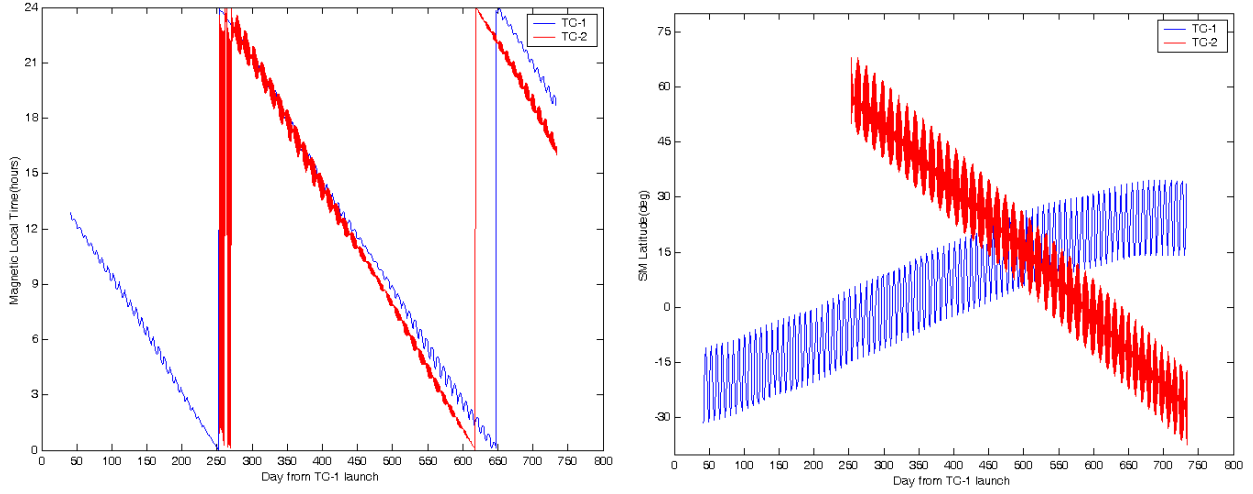 24
21
18
15
12
9
6
3
0
Magnetic Local Time(hours)
TC-1
TC-2
0 50 100 150 200 250 300 350 400 450 500 550 600 650 700 750 800
Day from TC-1 launch
75
60
45
30
15
0
-15
-30
SM Latitude(deg)
TC-1
TC-2
0 50 100 150 200 250 300 350 400 450 500 550 600 650 700 750 800
Day from TC-1 launch